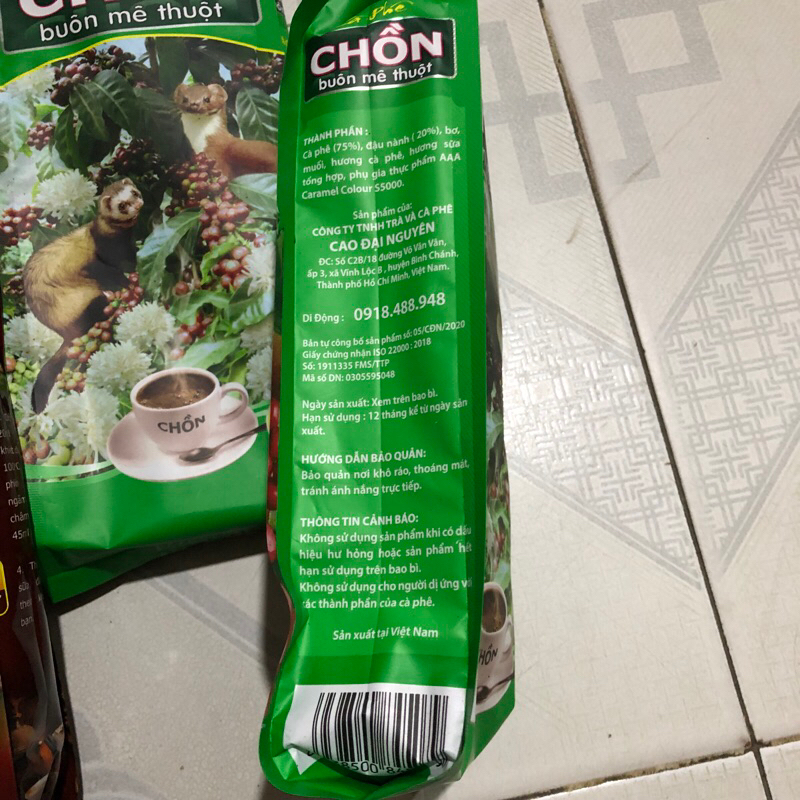 buôn mê thuột
CHỒN
à Phê
CHỒN
buôn mê thuột
THÀNH PHẦN :
Cà phê (75%), đậu nành ( 20%), bơ,
muối, hương cà phê, hương sữa
tổng hợp, phụ gia thực phẩm AAA
Caramel Colour S5000.
Sản phẩm của:
CÔNG TY TNHH TRÀ VÀ CÀ PHÊ
CAO ĐẠI NGUYÊN
ĐC: Số C2B/18 đường Võ Văn Vân,
ấp 3, xã Vĩnh Lộc B , huyện Bình Chánh,
Thành phố Hồ Chí Minh, Việt Nam.
Di Động : 0918.488.948
Bản tự công bố sản phẩm số: 05/CĐN/2020
Giấy chứng nhận ISO 22000 : 2018
Số: 1911335 FMS/TTP
Mã số DN: 0305595048
Ngày sản xuất: Xem trên bao bì.
Hạn sử dụng : 12 tháng kể từ ngày sản
xuất.
HƯỚNG DẪN BẢO QUẢN:
Bảo quản nơi khô ráo, thoáng mát,
tránh ánh nắng trực tiếp.
THÔNG TIN CẢNH BÁO:
Không sử dụng sản phẩm khi có dấu
hiệu hư hỏng hoặc sản phẩm hết
hạn sử dụng trên bao bì.
Không sử dụng cho người dị ứng với
các thành phần của cà phê.
Sản xuất tại Việt Nam